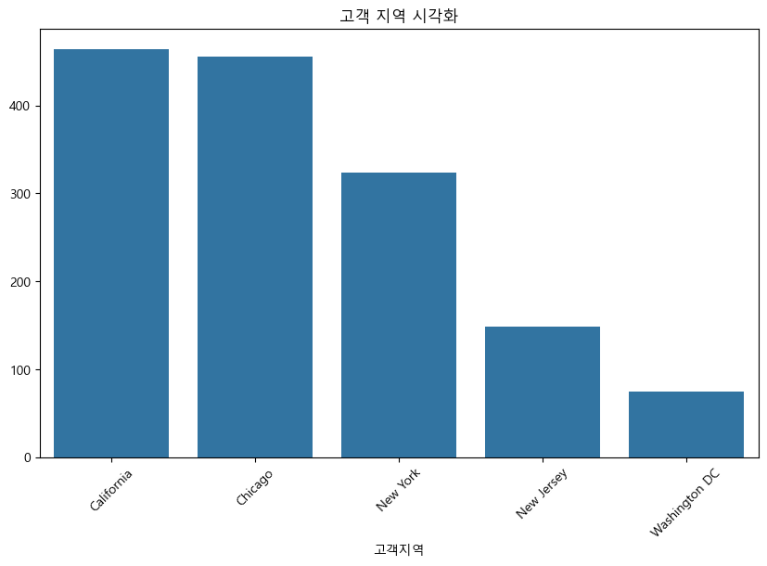 고객 지역 시각화
400
300
200
100
0
California
Chicago
New York
New Jersey
Washington DC
고객지역